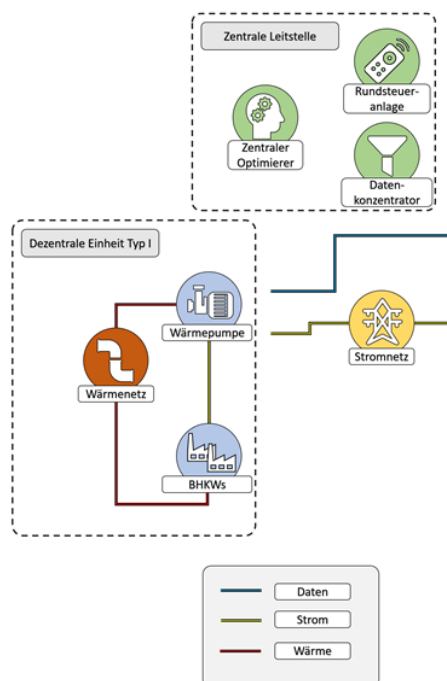 Zentrale Leitstelle
Rundsteuer-
anlage
Zentraler
Optimierer
Daten-
konzentrator
Dezentrale Einheit Typ I
Wärmepumpe
Wärmenetz
Stromnetz
BHKWs
Daten
Strom
Wärme